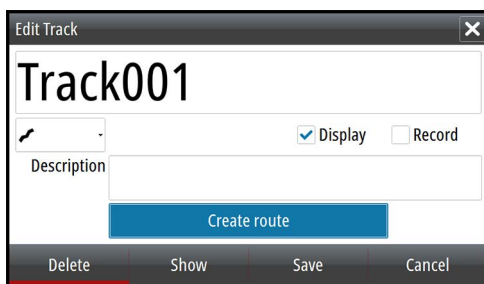 Edit Track
Track001
Display Record
Description
Create route
Delete Show Save Cancel